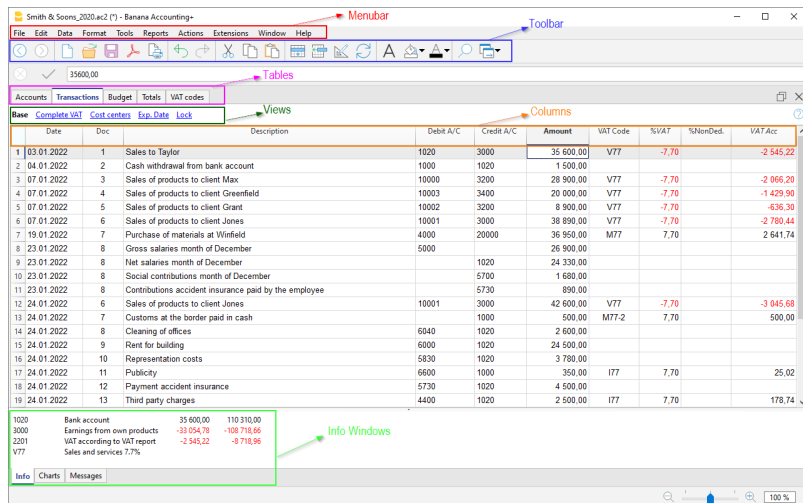 Smith & Soons_2020.ac2 (*) - Banana Accounting+
Menubar
File Edit Data Format Tools Reports Actions Extensions Window Help
Toolbar
35600,00
Tables
Accounts Transactions Budget Totals VAT codes
Base Complete VAT Cost centers Exp. Date Lock
Views
Columns
Date Doc Description Debit A/C Credit A/C Amount VAT Code %VAT %NonDed. VAT Acc
1 03.01.2022 1 Sales to Taylor 1020 3000 35 600,00 V77 -7,70 -2 545,22
2 04.01.2022 2 Cash withdrawal from bank account 1000 1020 1 500,00
3 07.01.2022 3 Sales of products to client Max 10000 3200 28 900,00 V77 -7,70 -2 066,20
4 07.01.2022 4 Sales of products to client Greenfield 10003 3400 20 000,00 V77 -7,70 -1 429,90
5 07.01.2022 5 Sales of products to client Grant 10002 3200 8 900,00 V77 -7,70 -636,30
6 07.01.2022 6 Sales of products to client Jones 10001 3000 38 890,00 V77 -7,70 -2 780,44
7 19.01.2022 7 Purchase of materials at Winfield 4000 20000 36 950,00 M77 7,70 2 641,74
8 23.01.2022 8 Gross salaries month of December 5000 26 900,00
9 23.01.2022 8 Net salaries month of December 1020 24 330,00
10 23.01.2022 8 Social contributions month of December 5700 1 680,00
11 23.01.2022 8 Contributions accident insurance paid by the employee 5730 890,00
12 24.01.2022 6 Sales of products to client Jones 10001 3000 42 600,00 V77 -7,70 -3 045,68
13 24.01.2022 7 Customs at the border paid in cash 1000 500,00 M77-2 7,70 500,00
14 24.01.2022 8 Cleaning of offices 6040 1020 2 600,00
15 24.01.2022 9 Rent for building 6000 1020 24 500,00
16 24.01.2022 10 Representation costs 5830 1020 3 780,00
17 24.01.2022 11 Publicity 6600 1000 350,00 I77 7,70 25,02
18 24.01.2022 12 Payment accident insurance 5730 1020 4 500,00
19 24.01.2022 13 Third party charges 4400 1020 2 500,00 I77 7,70 178,74
1020 Bank account 35 600,00 110 310,00
3000 Earnings from own products -33 054,78 -108 718,66
2201 VAT according to VAT report -2 545,22 -8 718,96
V77 Sales and services 7.7%
Info Windows
Info Charts Messages
100 %